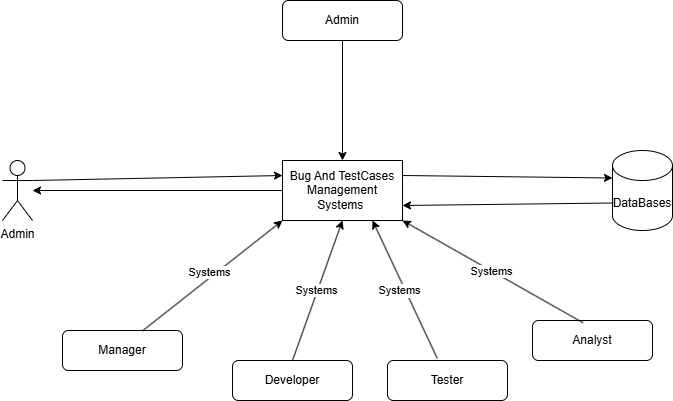 Admin
Bug And TestCases
Management
Systems
DataBases
Admin
Systems
Systems
Systems
Systems
Manager
Developer
Tester
Analyst